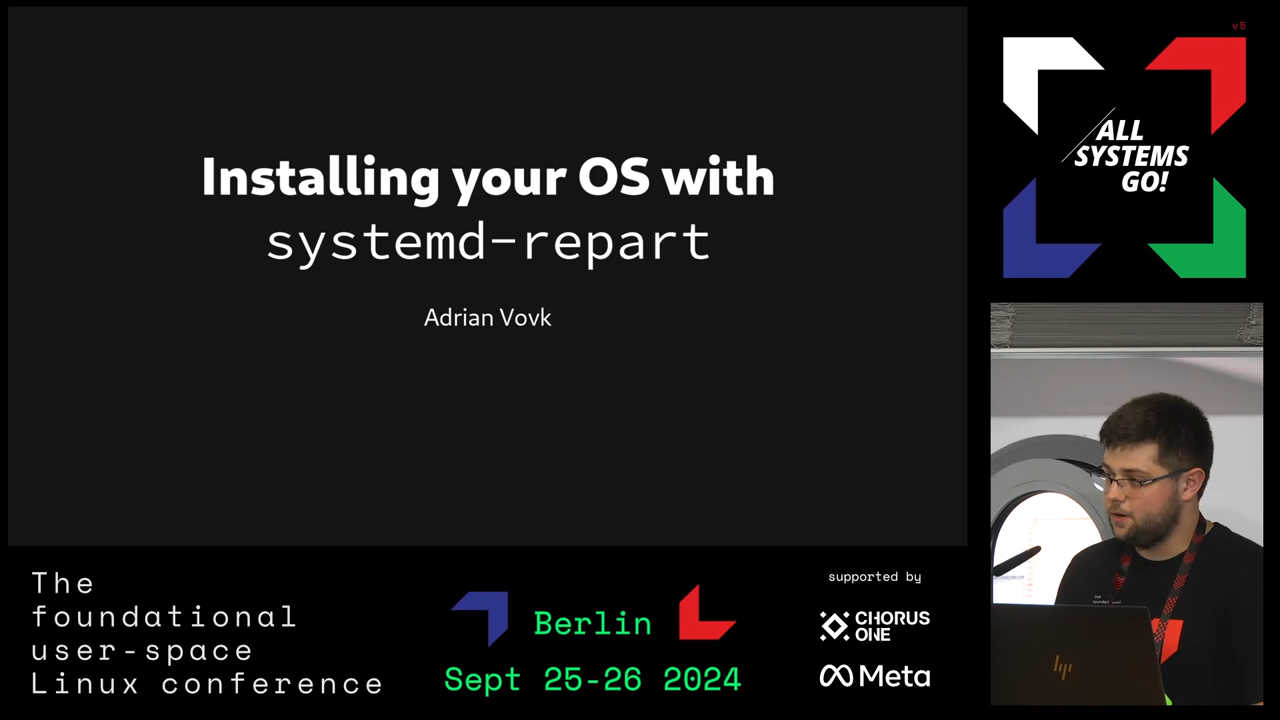 Installing your OS with
systemd-repart
Adrian Vovk
v5
ALL
SYSTEMS
GO!
The
foundational
user-space
Linux conference
Berlin
Sept 25-26 2024
supported by
CHORUS
ONE
Meta
hp